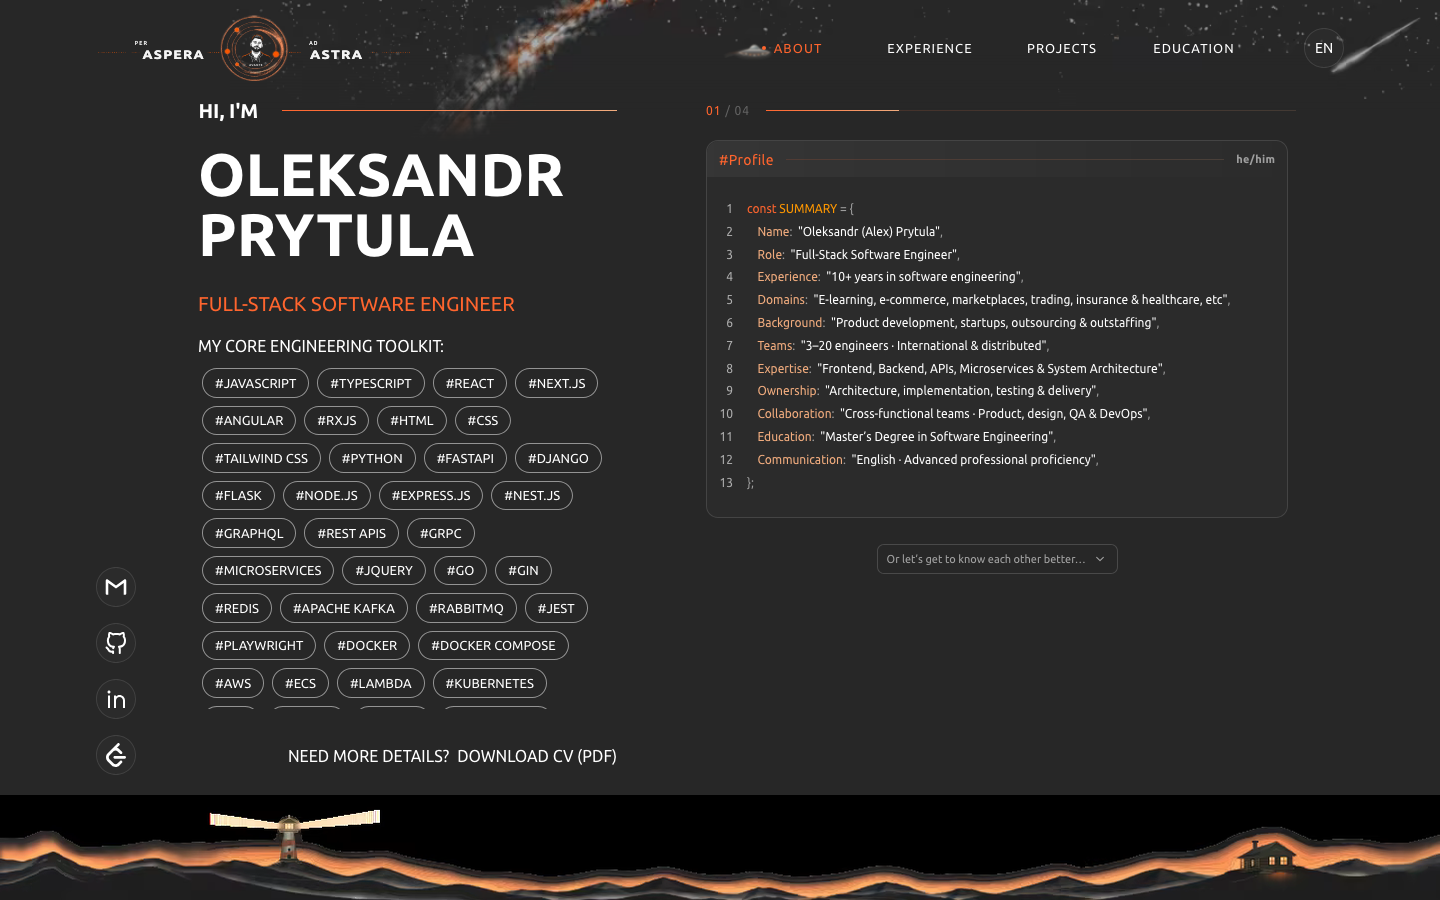 PER
ASPERA
AD
ASTRA
ABOUT
EXPERIENCE
PROJECTS
EDUCATION
EN
HI, I'M
OLEKSANDR
PRYTULA
FULL-STACK SOFTWARE ENGINEER
MY CORE ENGINEERING TOOLKIT:
#JAVASCRIPT #TYPESCRIPT #REACT #NEXT.JS
#ANGULAR #RXJS #HTML #CSS
#TAILWIND CSS #PYTHON #FASTAPI #DJANGO
#FLASK #NODE.JS #EXPRESS.JS #NEST.JS
#GRAPHQL #REST APIS #GRPC
#MICROSERVICES #JQUERY #GO #GIN
#REDIS #APACHE KAFKA #RABBITMQ #JEST
#PLAYWRIGHT #DOCKER #DOCKER COMPOSE
#AWS #ECS #LAMBDA #KUBERNETES
NEED MORE DETAILS? DOWNLOAD CV (PDF)
01 / 04
#Profile
he/him
1 const SUMMARY = {
2 Name: "Oleksandr (Alex) Prytula",
3 Role: "Full-Stack Software Engineer",
4 Experience: "10+ years in software engineering",
5 Domains: "E-learning, e-commerce, marketplaces, trading, insurance & healthcare, etc",
6 Background: "Product development, startups, outsourcing & outstaffing",
7 Teams: "3–20 engineers · International & distributed",
8 Expertise: "Frontend, Backend, APIs, Microservices & System Architecture",
9 Ownership: "Architecture, implementation, testing & delivery",
10 Collaboration: "Cross-functional teams · Product, design, QA & DevOps",
11 Education: "Master's Degree in Software Engineering",
12 Communication: "English · Advanced professional proficiency",
13 };
Or let's get to know each other better...